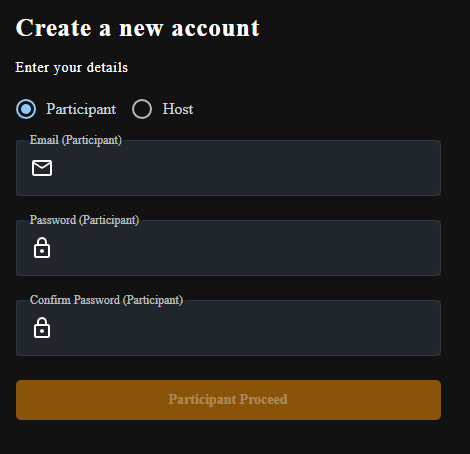 Create a new account
Enter your details
Participant Host
Email (Participant)
Password (Participant)
Confirm Password (Participant)
Participant Proceed